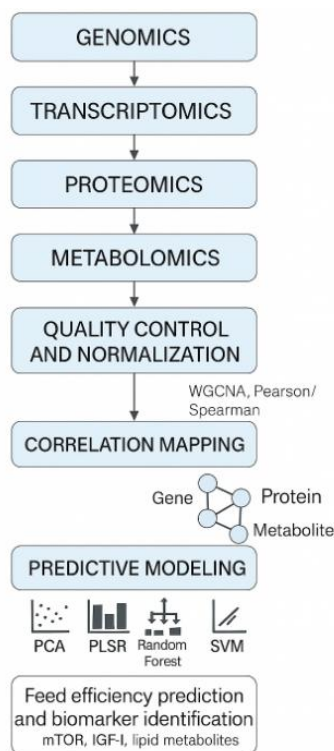 GENOMICS
TRANSCRIPTOMICS
PROTEOMICS
METABOLOMICS
QUALITY CONTROL
AND NORMALIZATION
WGCNA, Pearson/
Spearman
CORRELATION MAPPING
Gene
Protein
Metabolite
PREDICTIVE MODELING
PCA
PLSR
Random
Forest
SVM
Feed efficiency prediction
and biomarker identification
mTOR, IGF-I, lipid metabolites